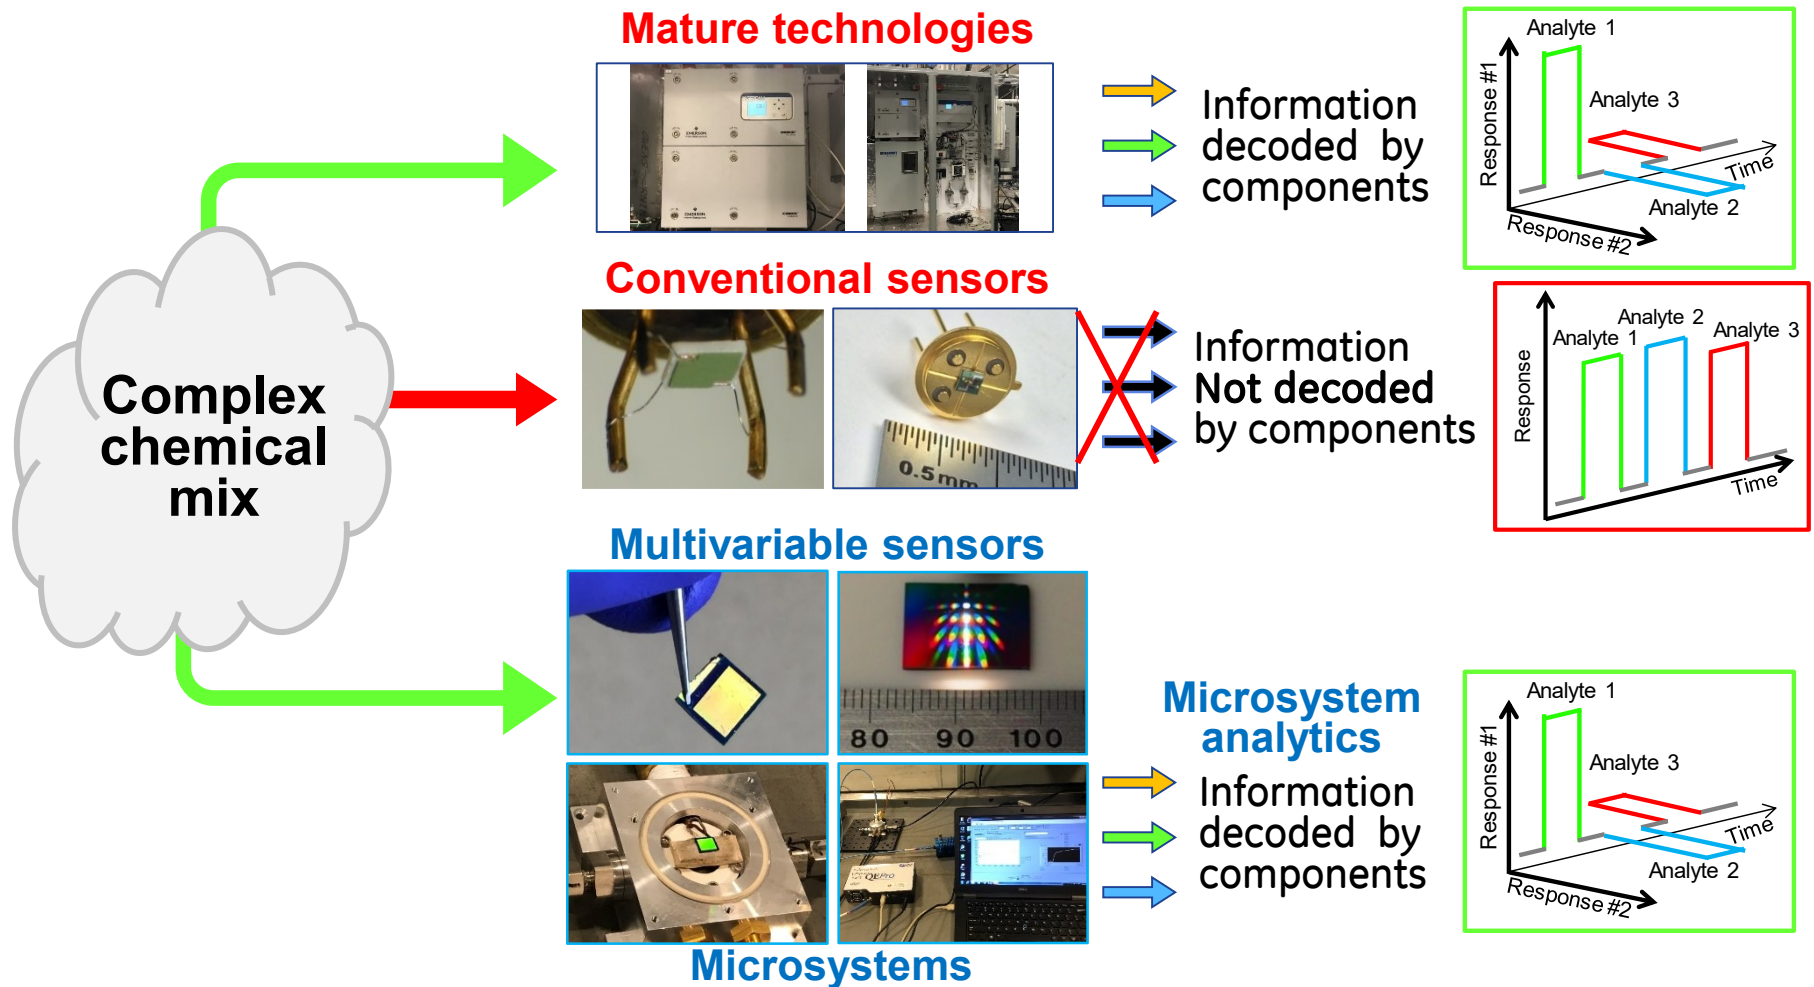 Mature technologies
EMERSON
EMERSON
Information
decoded by
components
Analyte 1
Analyte 3
Analyte 2
Response #1
Response #2
Time
Complex
chemical
mix
Conventional sensors
0.5mm
Information
Not decoded
by components
Analyte 1
Analyte 2
Analyte 3
Response
Time
Multivariable sensors
80 90 100
QEPro
Microsystems
Microsystem
analytics
Information
decoded by
components
Analyte 1
Analyte 3
Analyte 2
Response #1
Response #2
Time